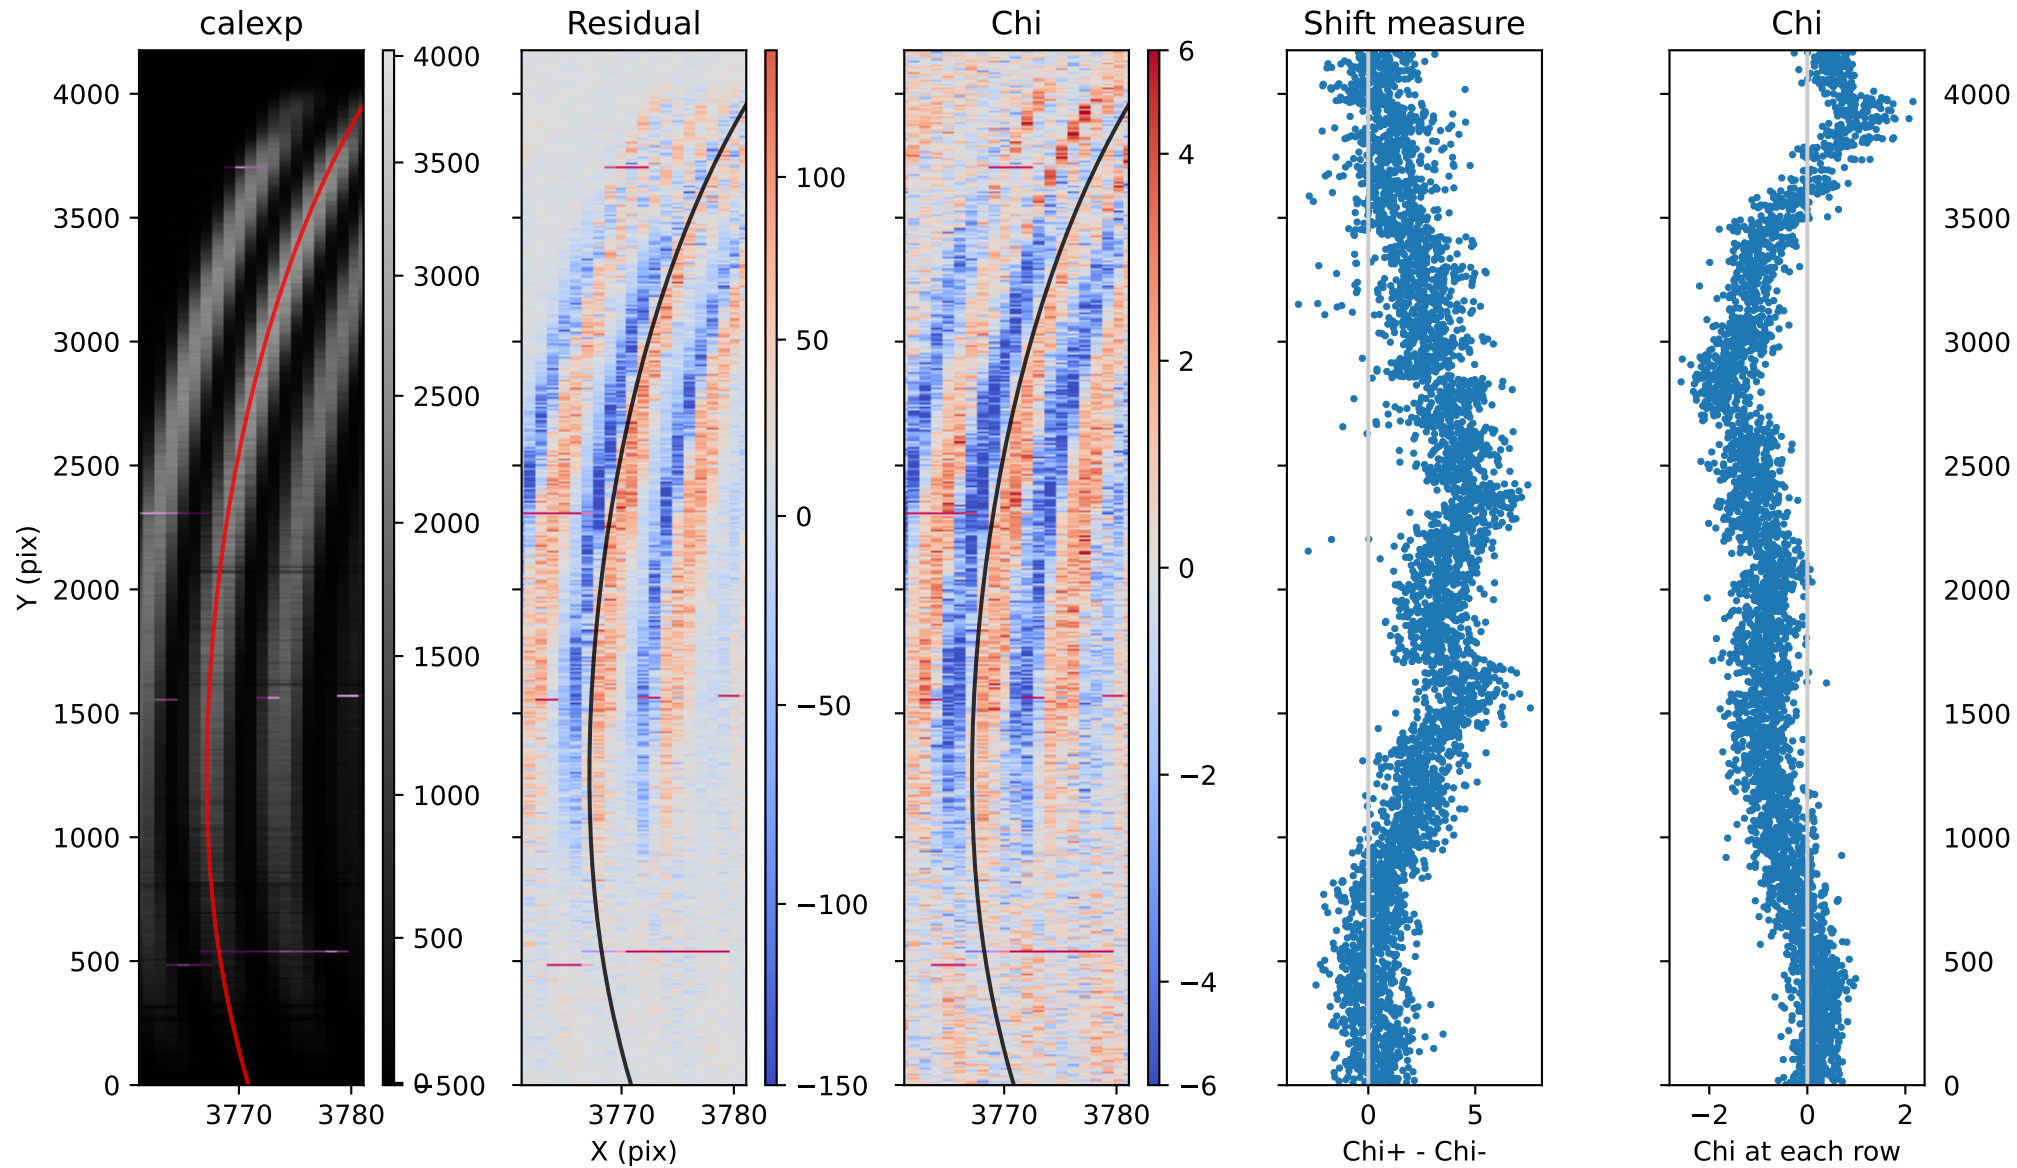 calexp Residual Chi Shift measure Chi
4000 4000 6 4000
3500 3500 100 4 3500
3000 3000 50 2 3000
2500 2500 2500
2000 2000 0 0 2000
1500 1500 −50 −2 1500
1000 1000 1000
500 500 −100 −4 500
0 0 −500 −150 −6 0
3770 3780 3770 3780 3770 3780 0 5 −2 0 2
Y (pix)
X (pix) Chi+ - Chi- Chi at each row